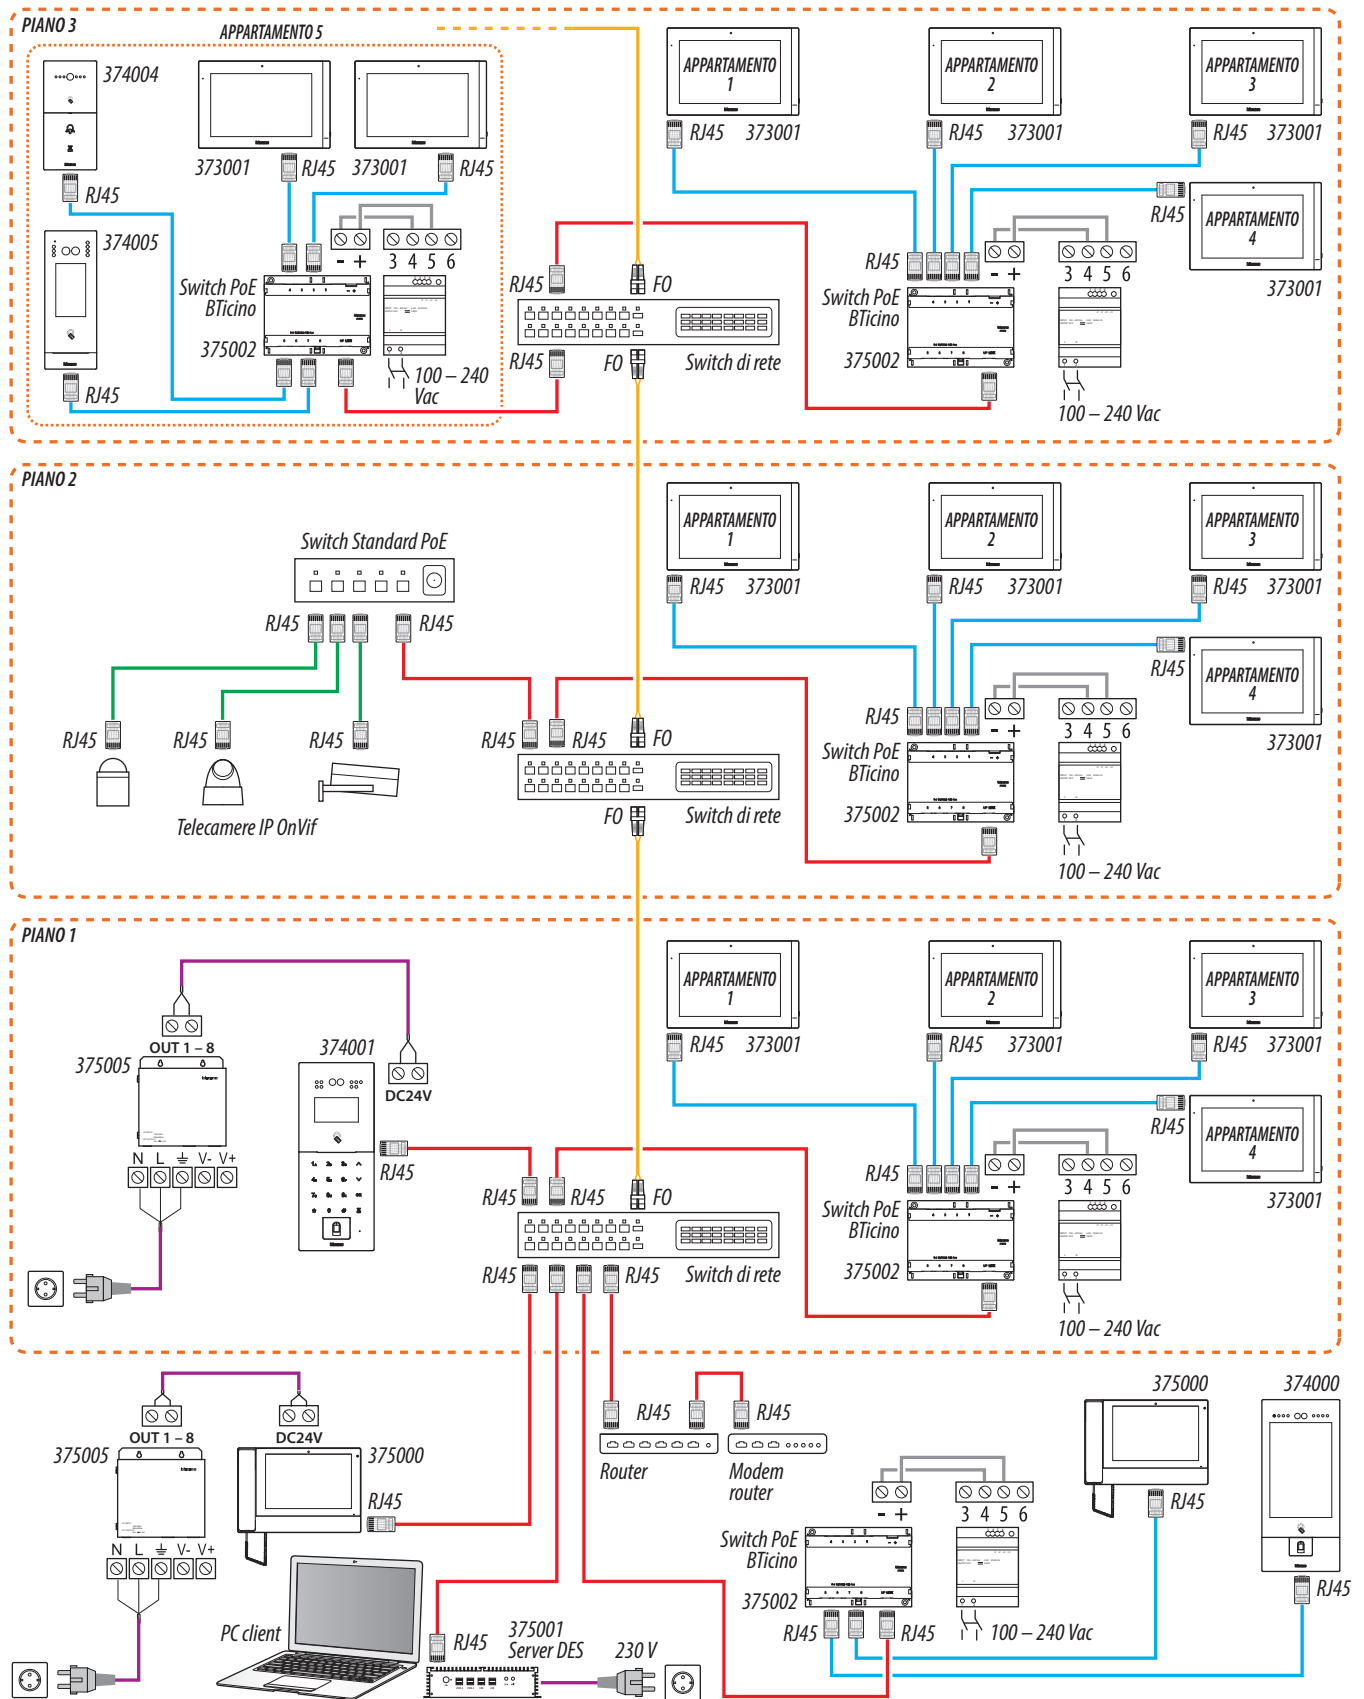 PIANO 3
APPARTAMENTO 5
374004
RJ45
374005
RJ45
373001
RJ45
373001
RJ45
- +
3 4 5 6
Switch PoE
BTicino
375002
100 – 240
Vac
RJ45
FO
RJ45
FO
Switch di rete
APPARTAMENTO
1
RJ45 373001
APPARTAMENTO
2
RJ45 373001
APPARTAMENTO
3
RJ45 373001
RJ45
APPARTAMENTO
4
373001
RJ45
- +
3 4 5 6
Switch PoE
BTicino
375002
100 – 240 Vac
PIANO 2
Switch Standard PoE
RJ45
RJ45
RJ45
RJ45
RJ45
Telecamere IP OnVif
RJ45
RJ45
FO
FO
Switch di rete
APPARTAMENTO
1
RJ45 373001
APPARTAMENTO
2
RJ45 373001
APPARTAMENTO
3
RJ45 373001
RJ45
APPARTAMENTO
4
373001
RJ45
- +
3 4 5 6
Switch PoE
BTicino
375002
100 – 240 Vac
PIANO 1
OUT 1 – 8
375005
N L V- V+
374001
DC24V
RJ45
RJ45
RJ45
FO
RJ45
RJ45
Switch di rete
APPARTAMENTO
1
RJ45 373001
APPARTAMENTO
2
RJ45 373001
APPARTAMENTO
3
RJ45 373001
RJ45
APPARTAMENTO
4
373001
RJ45
- +
3 4 5 6
Switch PoE
BTicino
375002
100 – 240 Vac
OUT 1 – 8
375005
N L V- V+
DC24V
375000
RJ45
PC client
RJ45
375001
Server DES
230 V
RJ45
Router
RJ45
Modem
router
- +
3 4 5 6
Switch PoE
BTicino
375002
RJ45
RJ45
100 – 240 Vac
375000
RJ45
374000
RJ45